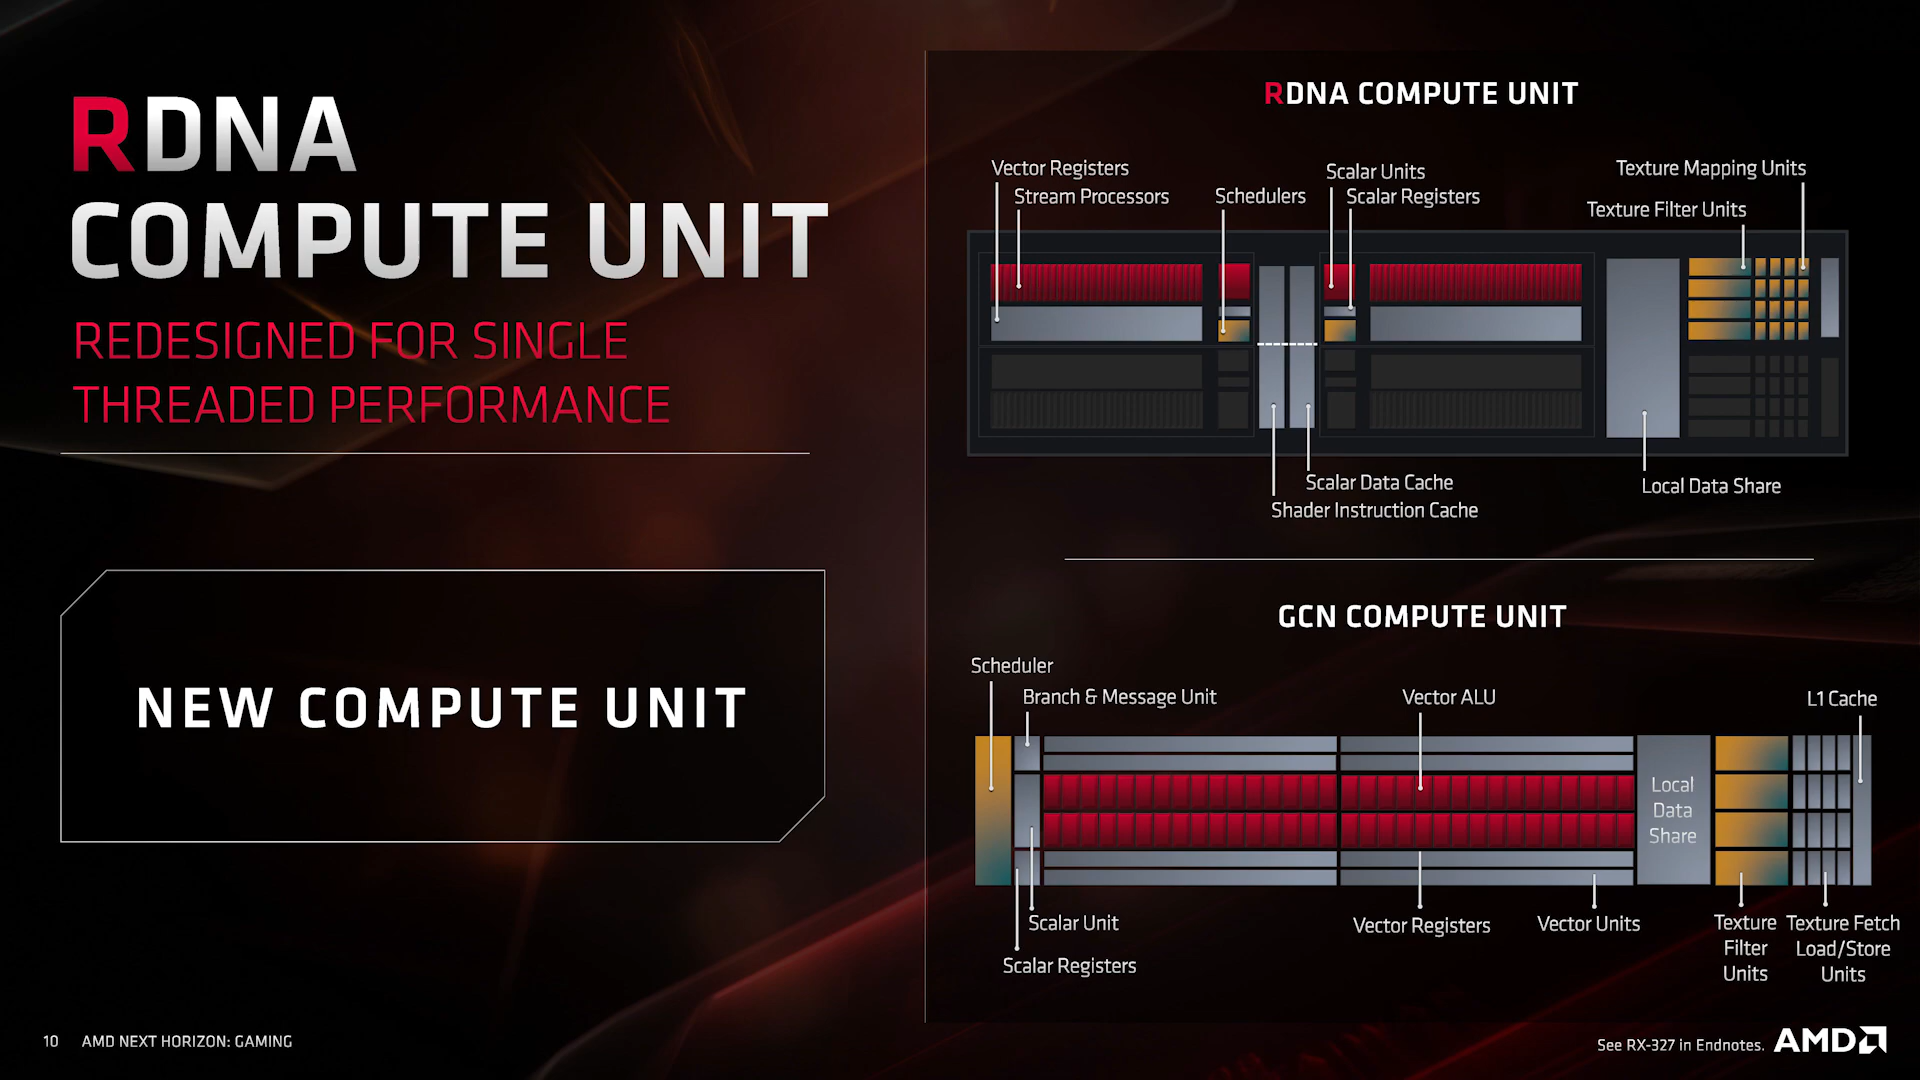 RDNA
COMPUTE UNIT
REDESIGNED FOR SINGLE
THREADED PERFORMANCE
NEW COMPUTE UNIT
RDNA COMPUTE UNIT
Vector Registers
Stream Processors
Schedulers
Scalar Units
Scalar Registers
Texture Mapping Units
Texture Filter Units
Scalar Data Cache
Shader Instruction Cache
Local Data Share
GCN COMPUTE UNIT
Scheduler
Branch & Message Unit
Vector ALU
L1 Cache
Local
Data
Share
Scalar Unit
Scalar Registers
Vector Registers
Vector Units
Texture
Filter
Units
Texture Fetch
Load/Store
Units
10 AMD NEXT HORIZON: GAMING
See RX-327 in Endnotes.
AMD